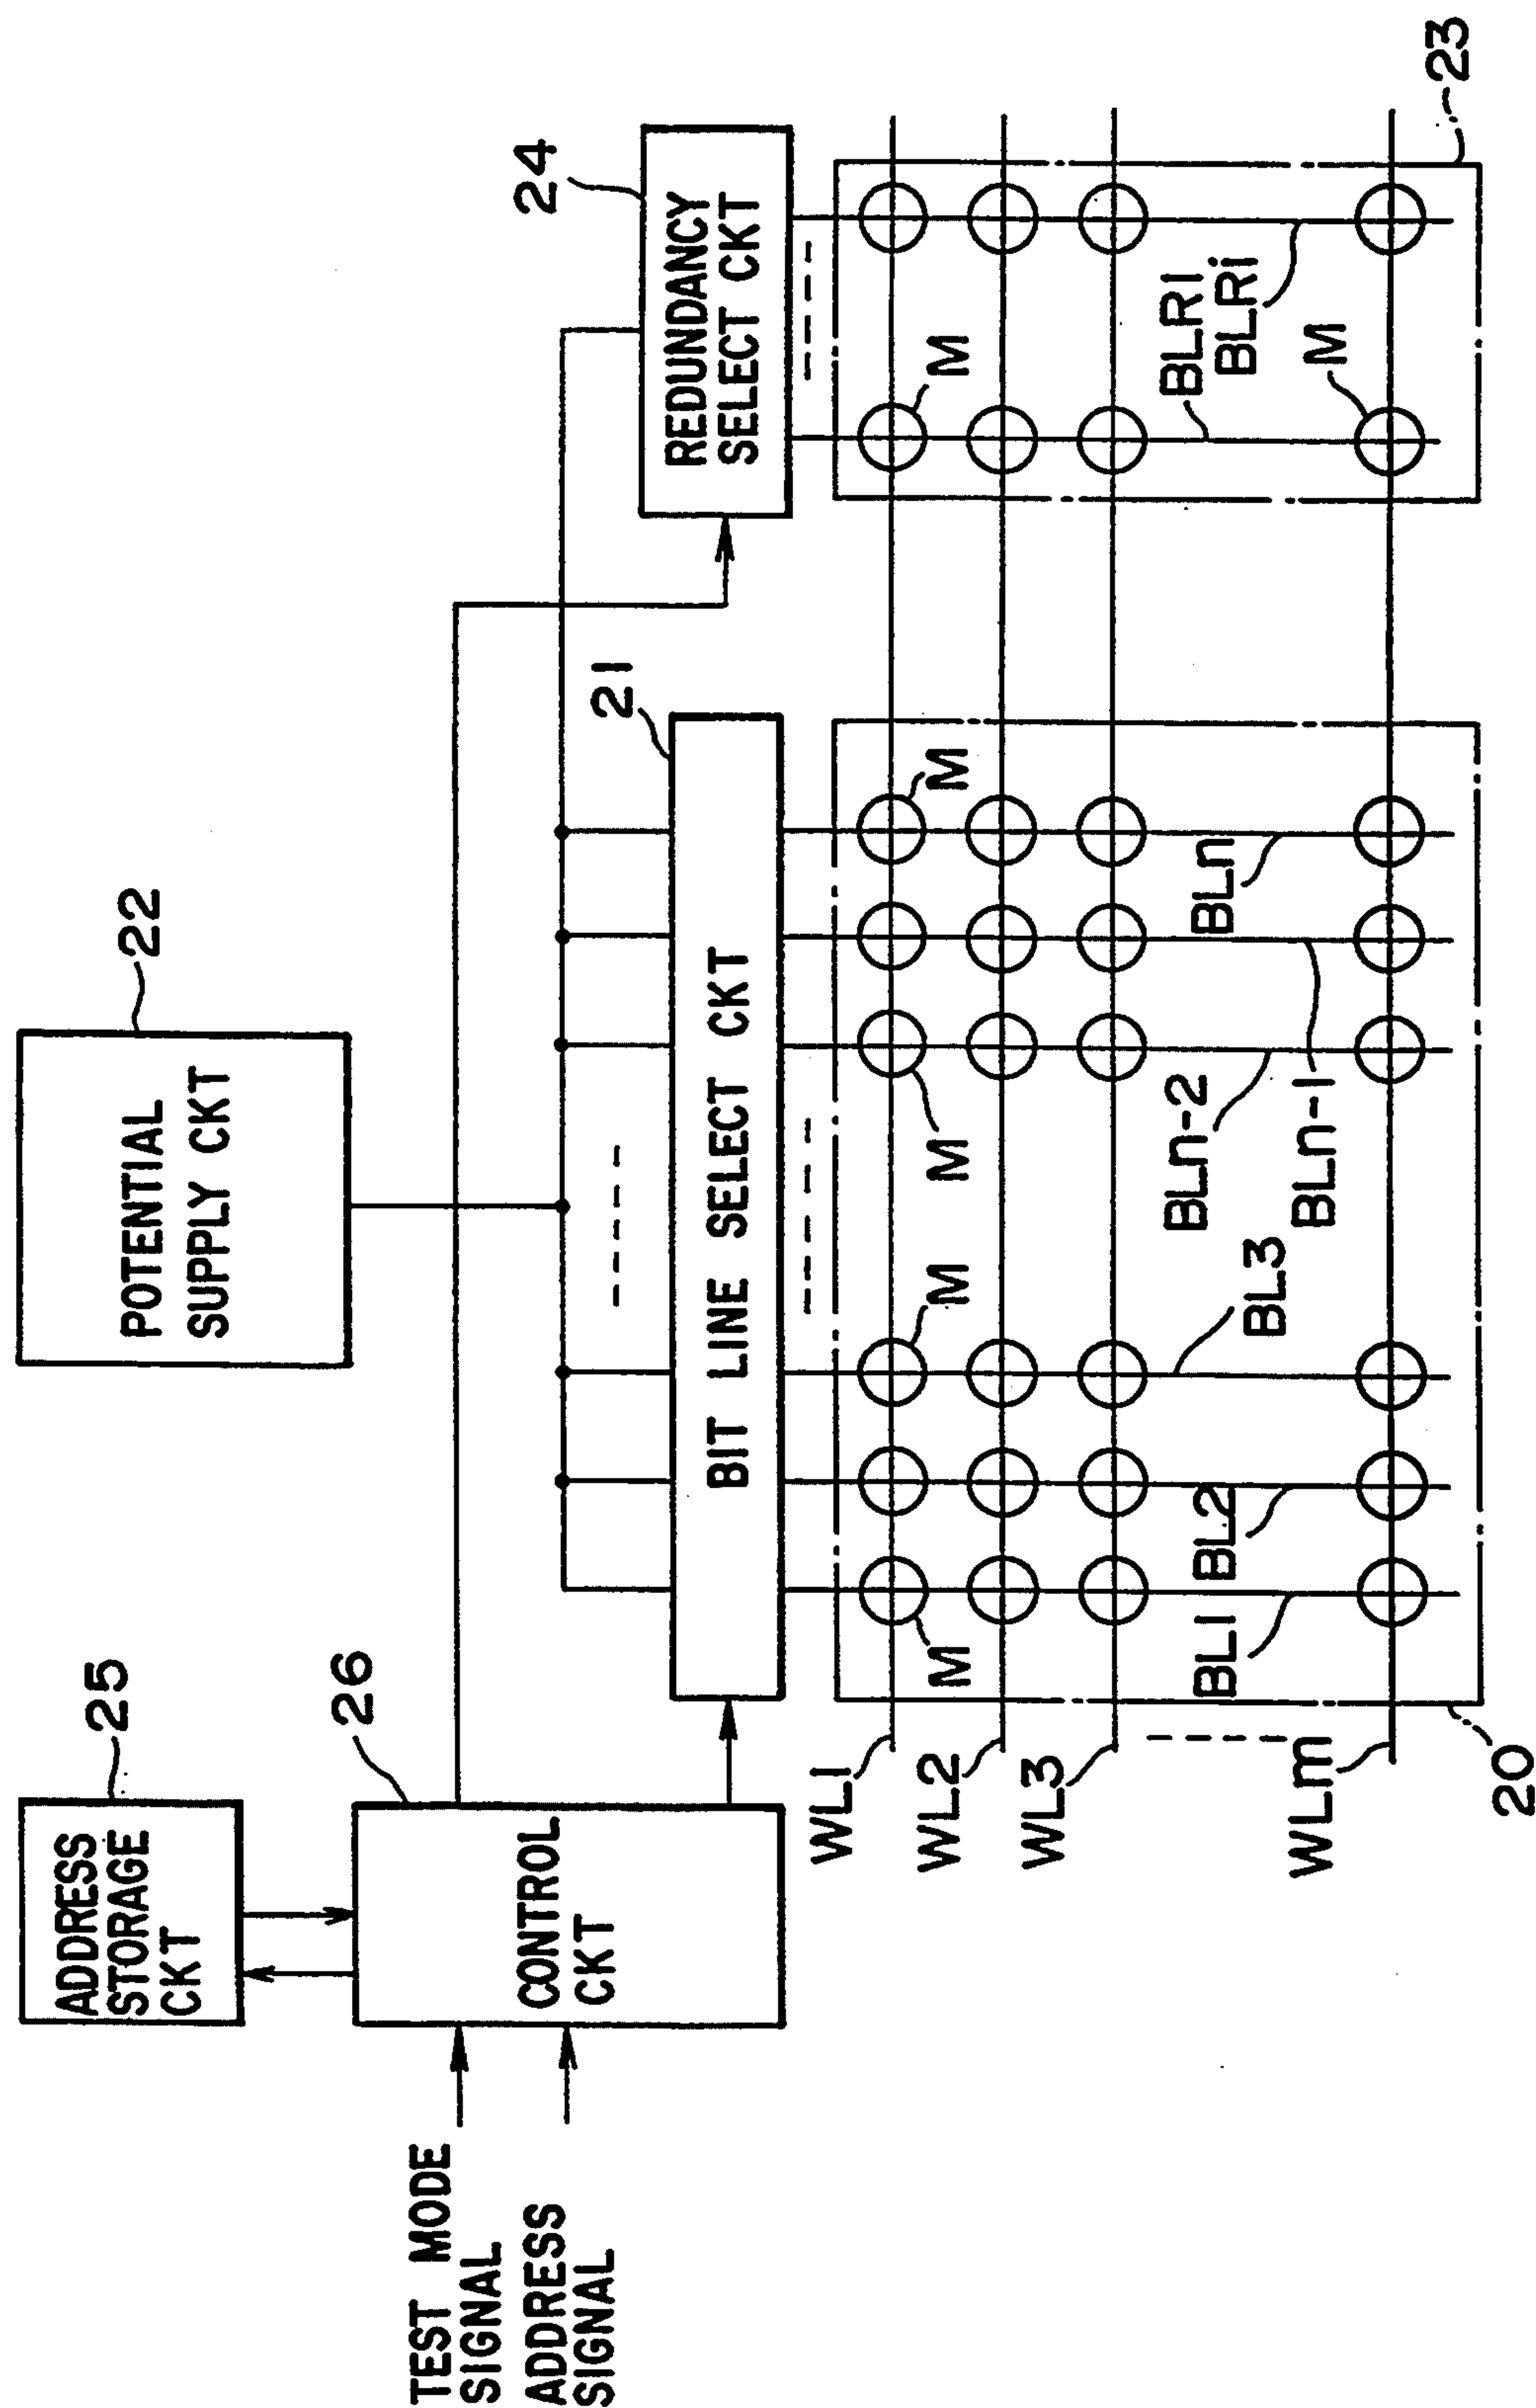 25
ADDRESS
STORAGE
CKT
22
POTENTIAL
SUPPLY CKT
26
CONTROL
CKT
TEST MODE
SIGNAL
ADDRESS
SIGNAL
24
REDUNDANCY
SELECT CKT
21
BIT LINE SELECT CKT
WL1
M
M
M
M
M
WL2
WL3
BL1
BL2
BL3
BLn-2
BLn-1
BLn
BLR1
BLRi
M
WLm
20
23